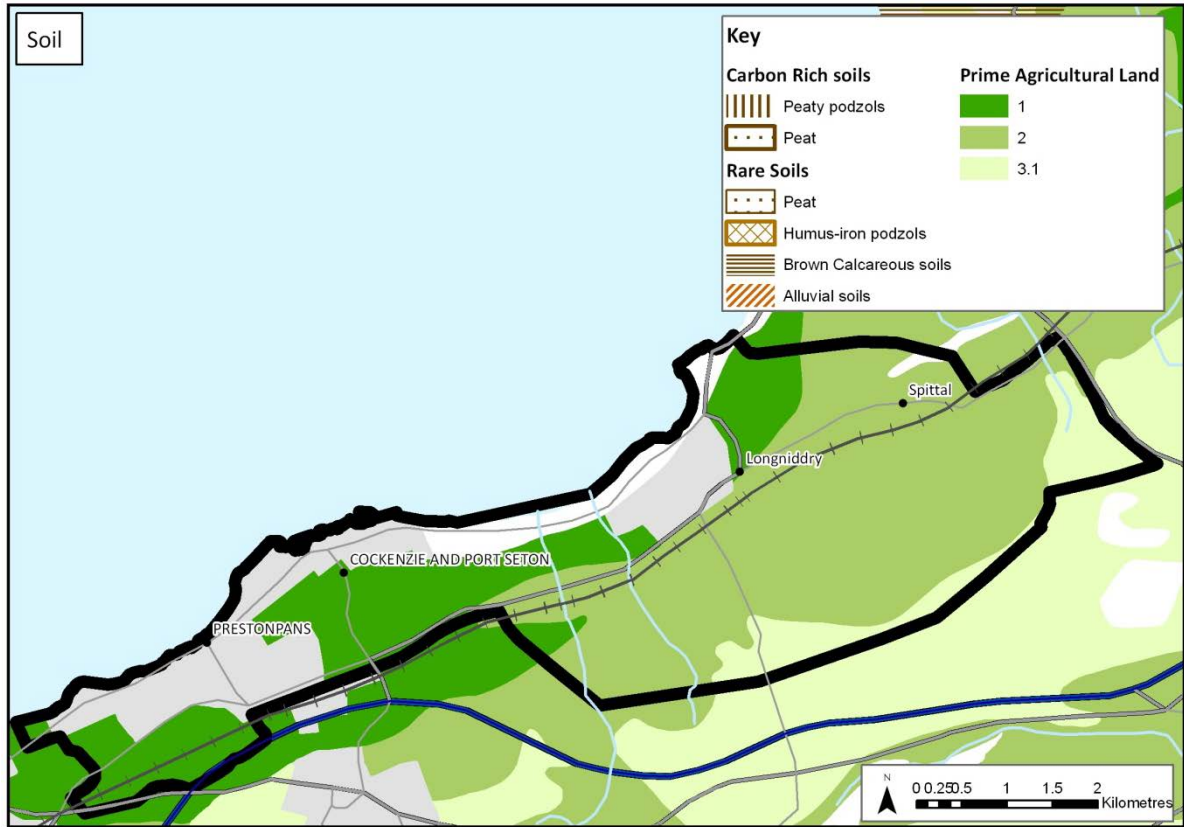 Soil
Key
Carbon Rich soils
Peaty podzols
Peat
Rare Soils
Peat
Humus-iron podzols
Brown Calcareous soils
Alluvial soils
Prime Agricultural Land
1
2
3.1
Spittal
Longniddry
COCKENZIE AND PORT SETON
PRESTONPANS
N
0 0.25 0.5 1 1.5 2
Kilometres